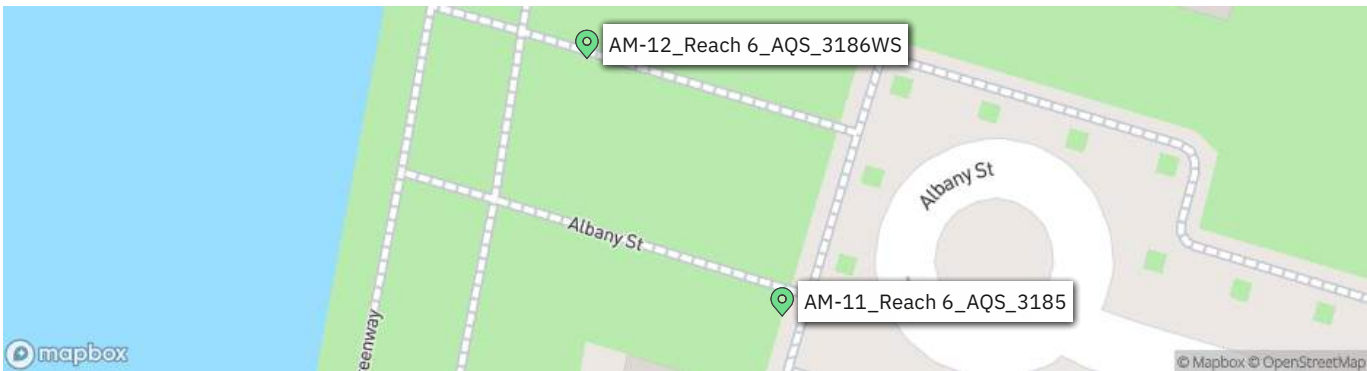 AM-12_Reach 6_AQS_3186WS
Albany St
Albany St
AM-11_Reach 6_AQS_3185
eenway
mapbox
© Mapbox © OpenStreetMap